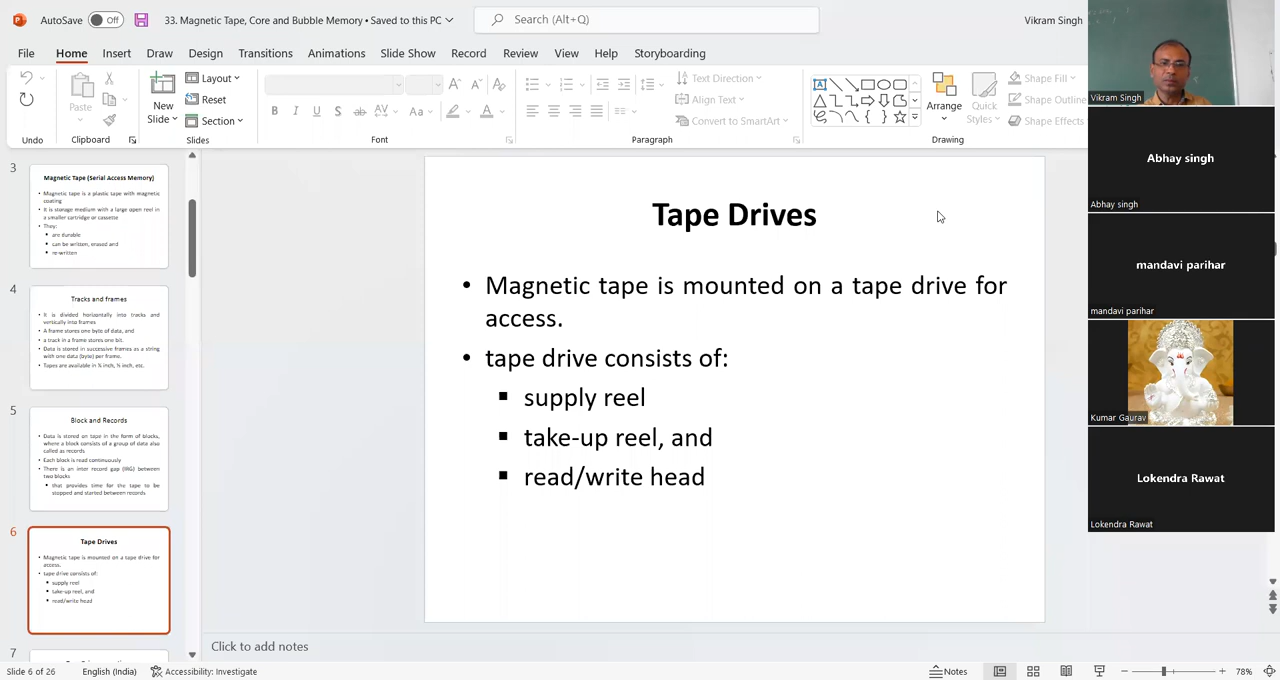 AutoSave Off 33. Magnetic Tape, Core and Bubble Memory • Saved to this PC Search (Alt+Q) Vikram Singh
File Home Insert Draw Design Transitions Animations Slide Show Record Review View Help Storyboarding
Paste New Slide Layout Reset Section
B I U S ab AV Aa A
Text Direction Align Text Convert to SmartArt
Arrange Quick Styles Shape Fill Shape Outline Shape Effects
Undo Clipboard Slides Font Paragraph Drawing
3
Magnetic Tape (Serial Access Memory)
• Magnetic tape is a plastic tape with magnetic
coating
• It is storage medium with a large open reel in
a smaller cartridge or cassette
• They:
▪ are durable
▪ can be written, erased and
▪ re-written
4
Tracks and frames
• It is divided horizontally into tracks and
vertically into frames
• A frame stores one byte of data, and
• a track in a frame stores one bit.
• Data is stored in successive frames as a string
with one data (byte) per frame.
• Tapes are available in ¼ inch, ½ inch, etc.
5
Block and Records
• Data is stored on tape in the form of blocks,
where a block consists of a group of data also
called as records
• Each block is read continuously
• There is an inter record gap (IRG) between
two blocks
▪ that provides time for the tape to be
stopped and started between records
6
Tape Drives
• Magnetic tape is mounted on a tape drive for
access.
• tape drive consists of:
▪ supply reel
▪ take-up reel, and
▪ read/write head
7
Tape Drives
• Magnetic tape is mounted on a tape drive for
access.
• tape drive consists of:
▪ supply reel
▪ take-up reel, and
▪ read/write head
Click to add notes
Vikram Singh
Abhay singh
Abhay singh
mandavi parihar
mandavi parihar
Kumar Gaurav
Lokendra Rawat
Lokendra Rawat
Slide 6 of 26 English (India) Accessibility: Investigate Notes 78%